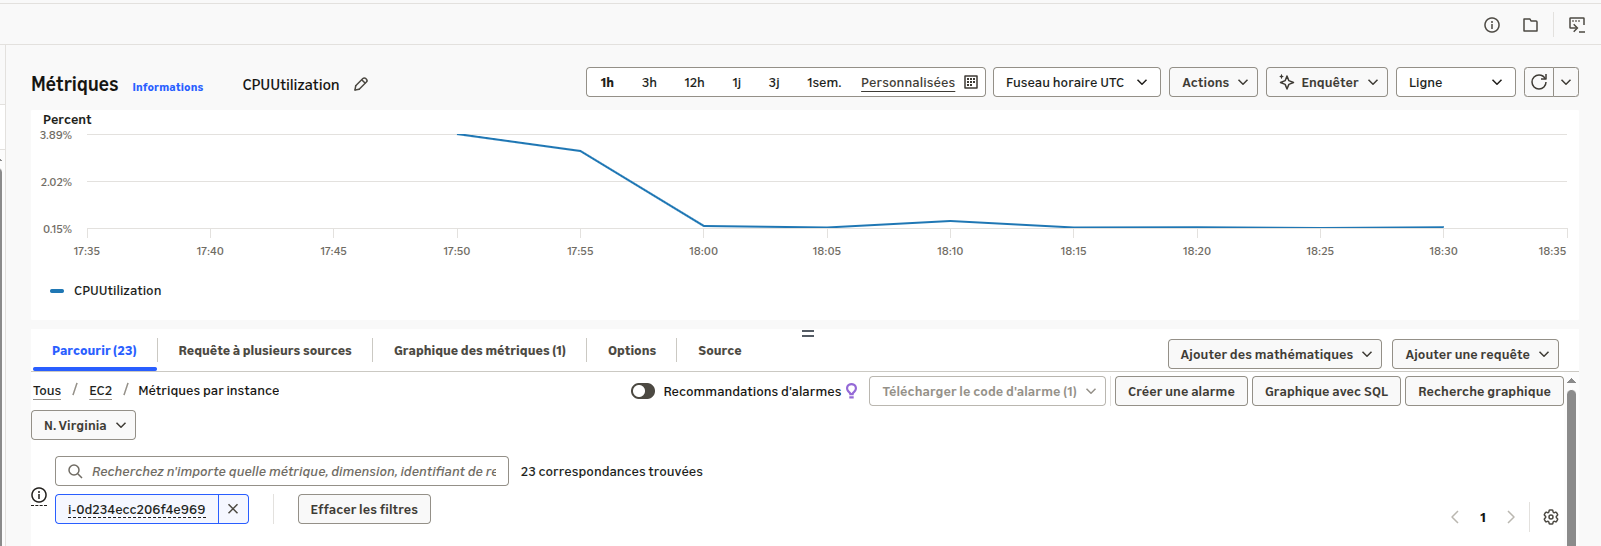 Métriques Informations CPUUtilization 1h 3h 12h 1j 3j 1sem. Personnalisées Fuseau horaire UTC Actions Enquêter Ligne
Percent
3.89%
2.02%
0.15%
17:35 17:40 17:45 17:50 17:55 18:00 18:05 18:10 18:15 18:20 18:25 18:30 18:35
CPUUtilization
Parcourir (23) Requête à plusieurs sources Graphique des métriques (1) Options Source Ajouter des mathématiques Ajouter une requête
Tous / EC2 / Métriques par instance Recommandations d'alarmes Télécharger le code d'alarme (1) Créer une alarme Graphique avec SQL Recherche graphique
N. Virginia
Recherchez n'importe quelle métrique, dimension, identifiant de re 23 correspondances trouvées
i-0d234ecc206f4e969 Effacer les filtres
1